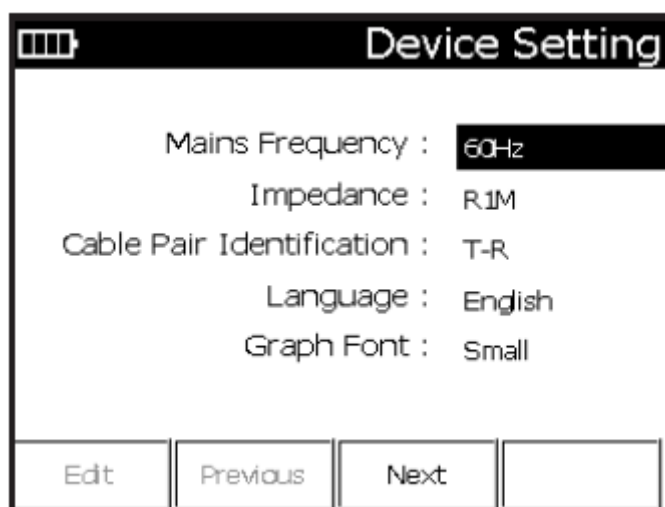 Device Setting
Mains Frequency : 60Hz
Impedance : R1M
Cable Pair Identification : T-R
Language : English
Graph Font : Small
Edit Previous Next